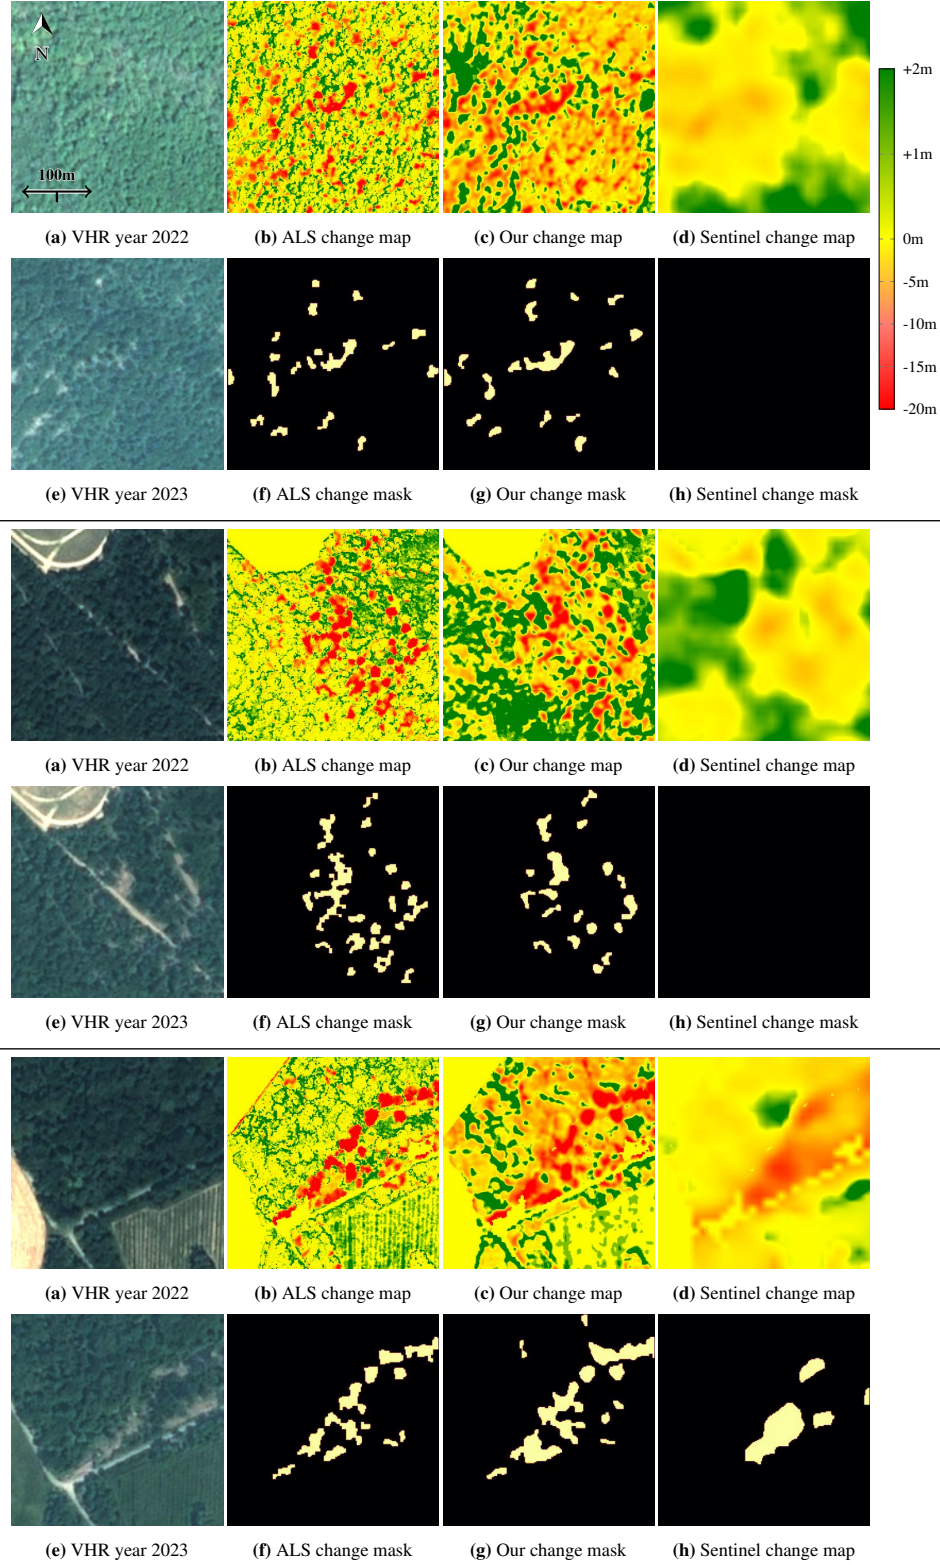 N
100m
+2m
+1m
0m
-5m
-10m
-15m
-20m
(a) VHR year 2022
(b) ALS change map
(c) Our change map
(d) Sentinel change map
(e) VHR year 2023
(f) ALS change mask
(g) Our change mask
(h) Sentinel change mask
(a) VHR year 2022
(b) ALS change map
(c) Our change map
(d) Sentinel change map
(e) VHR year 2023
(f) ALS change mask
(g) Our change mask
(h) Sentinel change mask
(a) VHR year 2022
(b) ALS change map
(c) Our change map
(d) Sentinel change map
(e) VHR year 2023
(f) ALS change mask
(g) Our change mask
(h) Sentinel change map